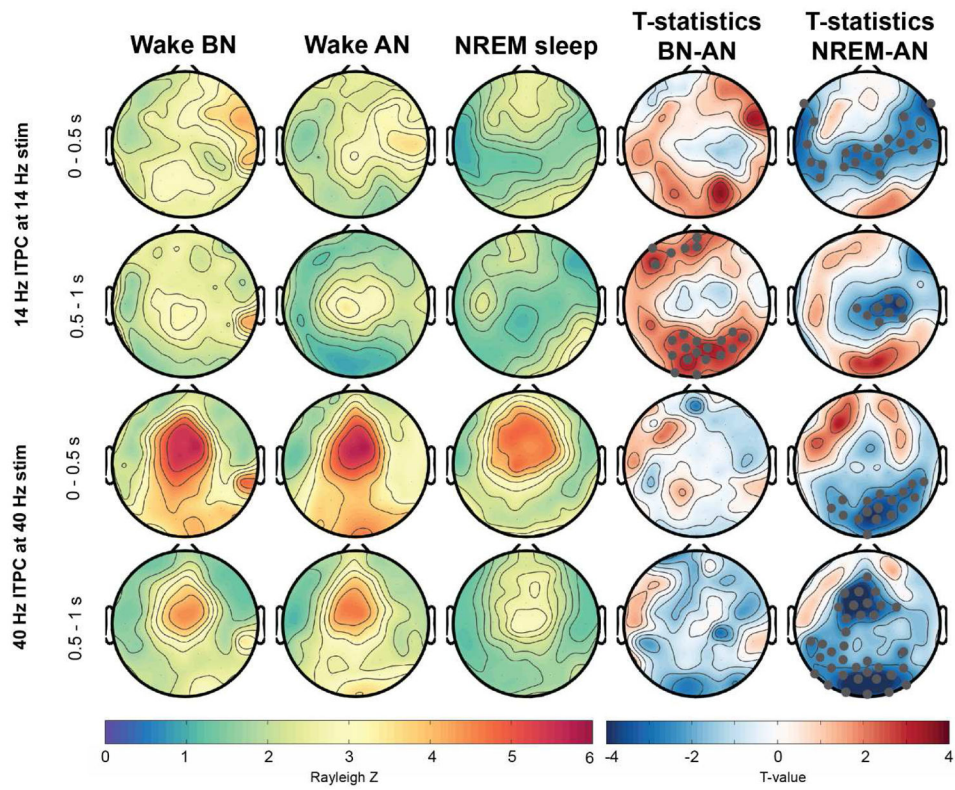 Wake BN
Wake AN
NREM sleep
T-statistics
BN-AN
T-statistics
NREM-AN
14 Hz ITPC at 14 Hz stim
0 - 0.5 s
0.5 - 1 s
40 Hz ITPC at 40 Hz stim
0 - 0.5 s
0.5 - 1 s
0 1 2 3 4 5 6
Rayleigh Z
-4 -2 0 2 4
T-value